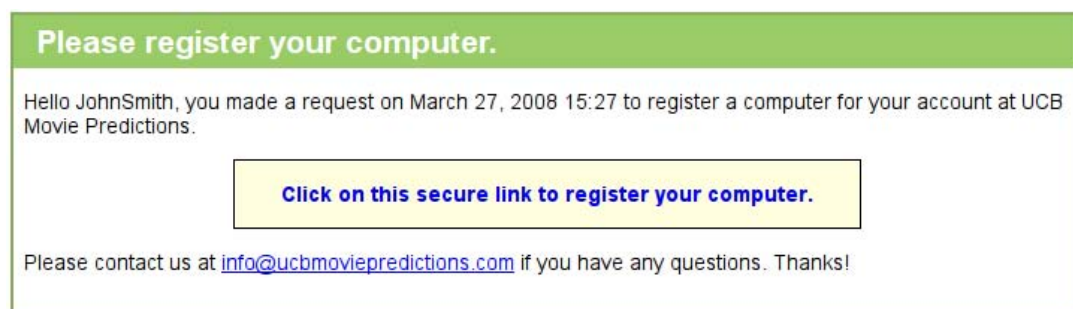 Please register your computer.
Hello JohnSmith, you made a request on March 27, 2008 15:27 to register a computer for your account at UCB
Movie Predictions.
Click on this secure link to register your computer.
Please contact us at info@ucbmoviepredictions.com if you have any questions. Thanks!